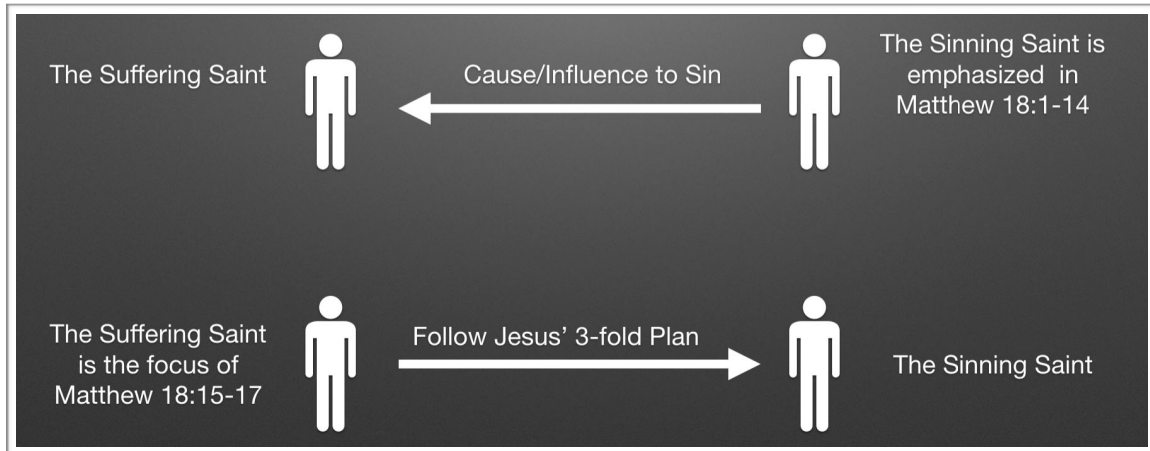 The Suffering Saint
Cause/Influence to Sin
The Sinning Saint is
emphasized in
Matthew 18:1-14
The Suffering Saint
is the focus of
Matthew 18:15-17
Follow Jesus’ 3-fold Plan
The Sinning Saint